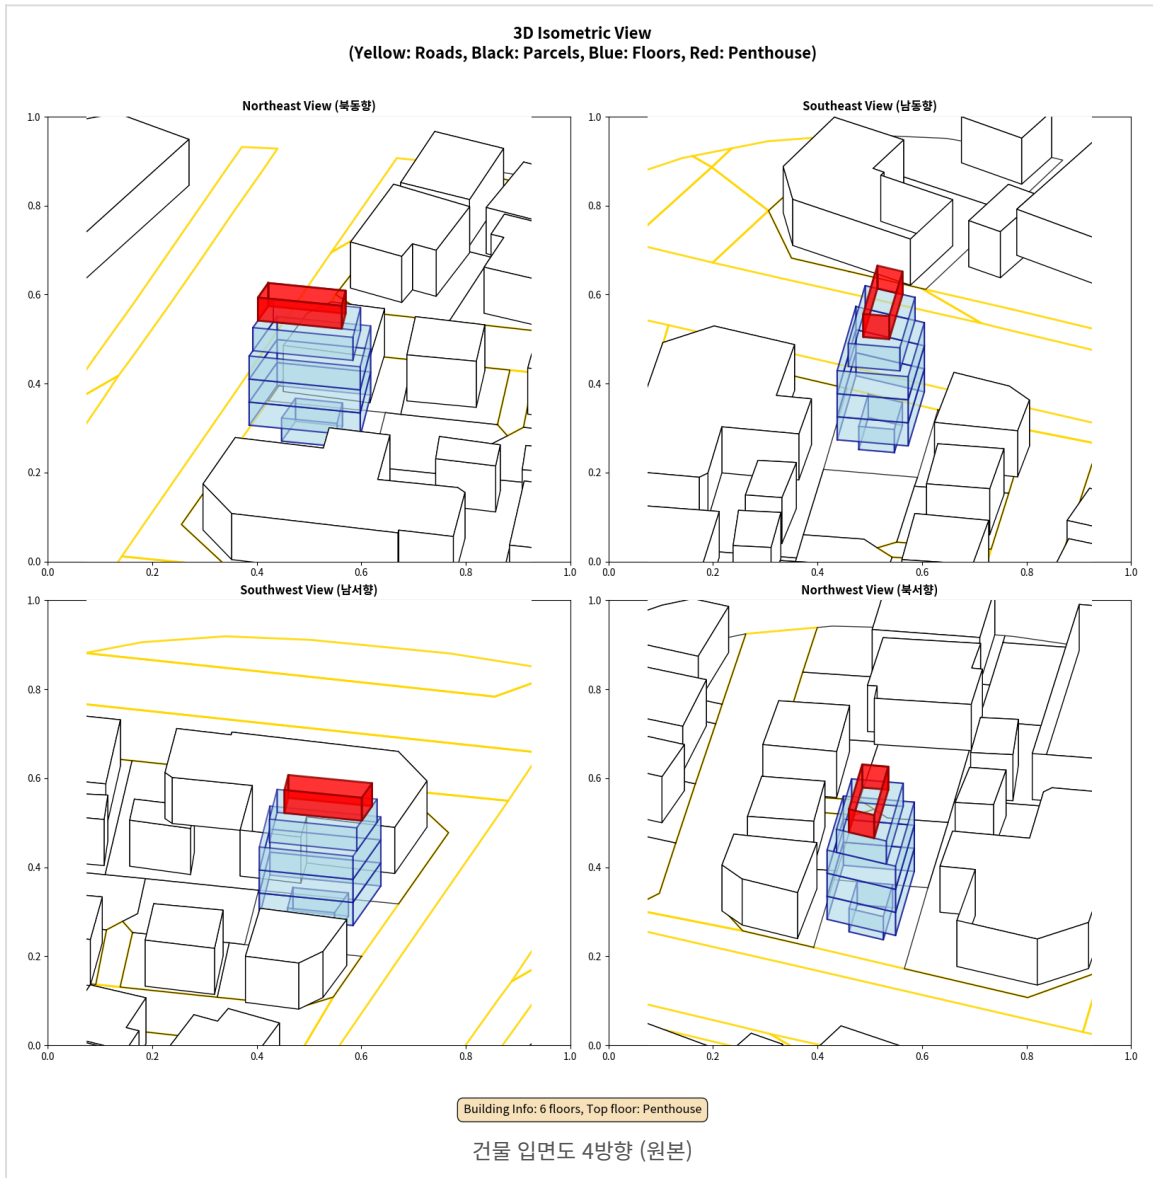 3D Isometric View
(Yellow: Roads, Black: Parcels, Blue: Floors, Red: Penthouse)
Northeast View (북동향)
1.0
0.8
0.6
0.4
0.2
0.0
0.0 0.2 0.4 0.6 0.8 1.0
Southeast View (남동향)
1.0
0.8
0.6
0.4
0.2
0.0
0.0 0.2 0.4 0.6 0.8 1.0
Southwest View (남서향)
1.0
0.8
0.6
0.4
0.2
0.0
0.0 0.2 0.4 0.6 0.8 1.0
Northwest View (북서향)
1.0
0.8
0.6
0.4
0.2
0.0
0.0 0.2 0.4 0.6 0.8 1.0
Building Info: 6 floors, Top floor: Penthouse
건물 입면도 4방향 (원본)